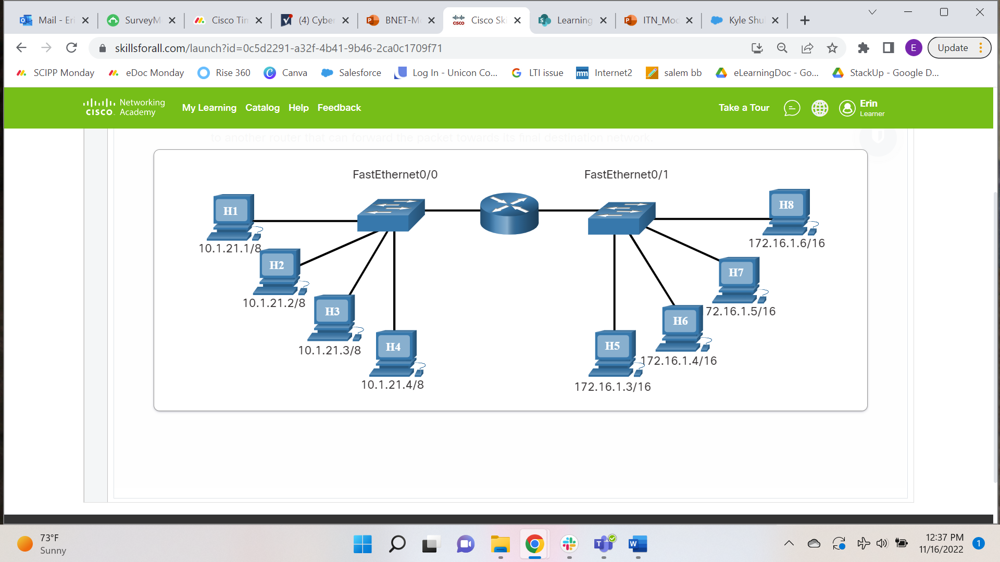 Mail - Eri
SurveyM
Cisco Tim
(4) Cyber
BNET-Mo
Cisco Ski
Learning
ITN_Moc
Kyle Shu
skillsforall.com/launch?id=0c5d2291-a32f-4b41-9b46-2ca0c1709f71
E
Update
SCIPP Monday
eDoc Monday
Rise 360
Canva
Salesforce
Log In - Unicon Co...
LTI issue
Internet2
salem bb
eLearningDoc - Go...
StackUp - Google D...
CISCO Networking Academy
My Learning
Catalog
Help
Feedback
Take a Tour
Erin
Learner
to another router that can forward the packet towards its final destination network.
FastEthernet0/0
FastEthernet0/1
H1
10.1.21.1/8
H2
10.1.21.2/8
H3
10.1.21.3/8
H4
10.1.21.4/8
H8
172.16.1.6/16
H7
72.16.1.5/16
H6
172.16.1.4/16
H5
172.16.1.3/16
73°F
Sunny
12:37 PM
11/16/2022
1